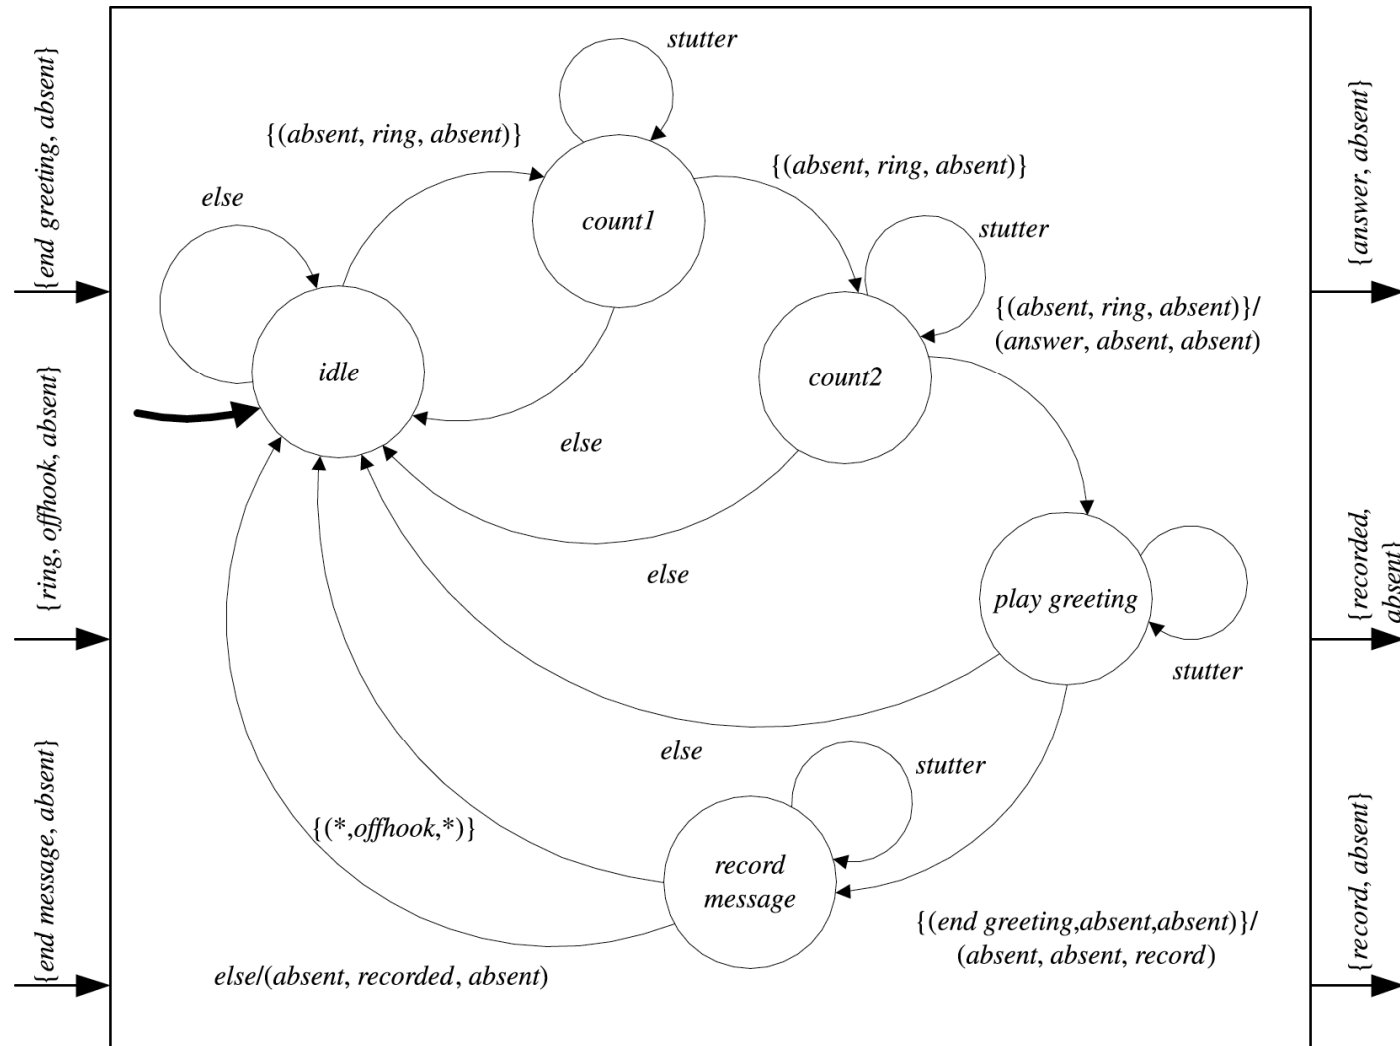 {end greeting, absent}
{ring, offhook, absent}
{end message, absent}
stutter
{(absent, ring, absent)}
{(absent, ring, absent)}
else
count1
stutter
{(absent, ring, absent)}/
(answer, absent, absent)
idle
count2
else
else
play greeting
stutter
else
stutter
{(*,offhook,*)}
record
message
{(end greeting,absent,absent)}/
(absent, absent, record)
else/(absent, recorded, absent)
{answer, absent}
{recorded,
absent}
{record, absent}